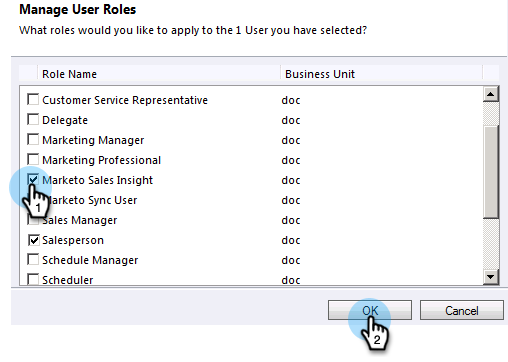 Manage User Roles
What roles would you like to apply to the 1 User you have selected?
Role Name Business Unit
Customer Service Representative doc
Delegate doc
Marketing Manager doc
Marketing Professional doc
Marketo Sales Insight doc
1
Marketo Sync User doc
Sales Manager doc
Salesperson doc
Schedule Manager doc
Scheduler doc
OK Cancel
2